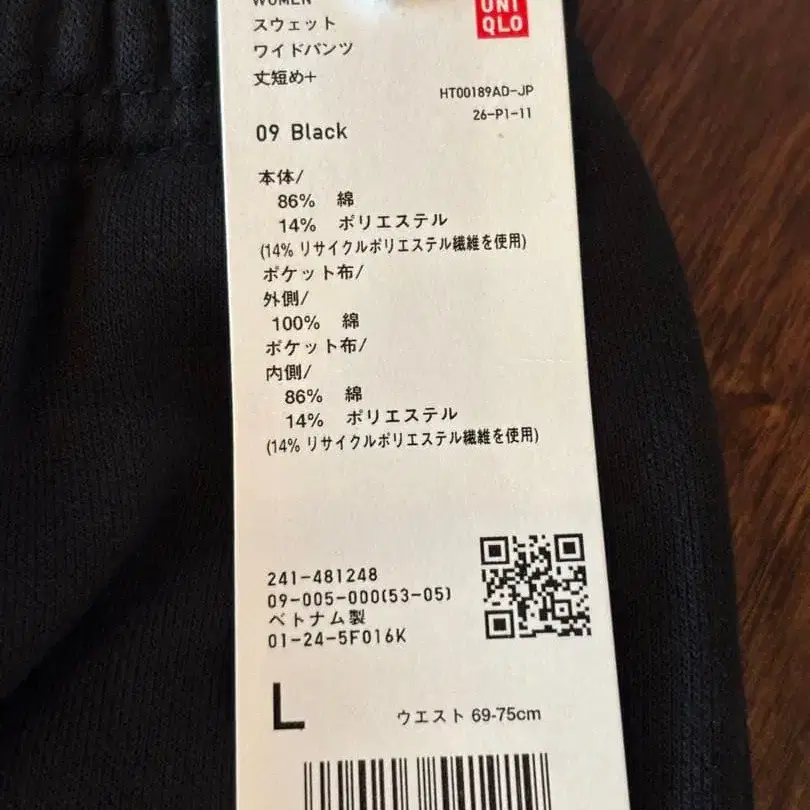 WOMEN
スウェット
ワイドパンツ
丈短め+
UNI
QLO
HT00189AD-JP
26-P1-11
09 Black
本体/
86% 綿
14% ポリエステル
(14% リサイクルポリエステル繊維を使用)
ポケット布/
外側/
100% 綿
ポケット布/
内側/
86% 綿
14% ポリエステル
(14% リサイクルポリエステル繊維を使用)
241-481248
09-005-000(53-05)
ベトナム製
01-24-5F016K
L
ウエスト 69-75cm